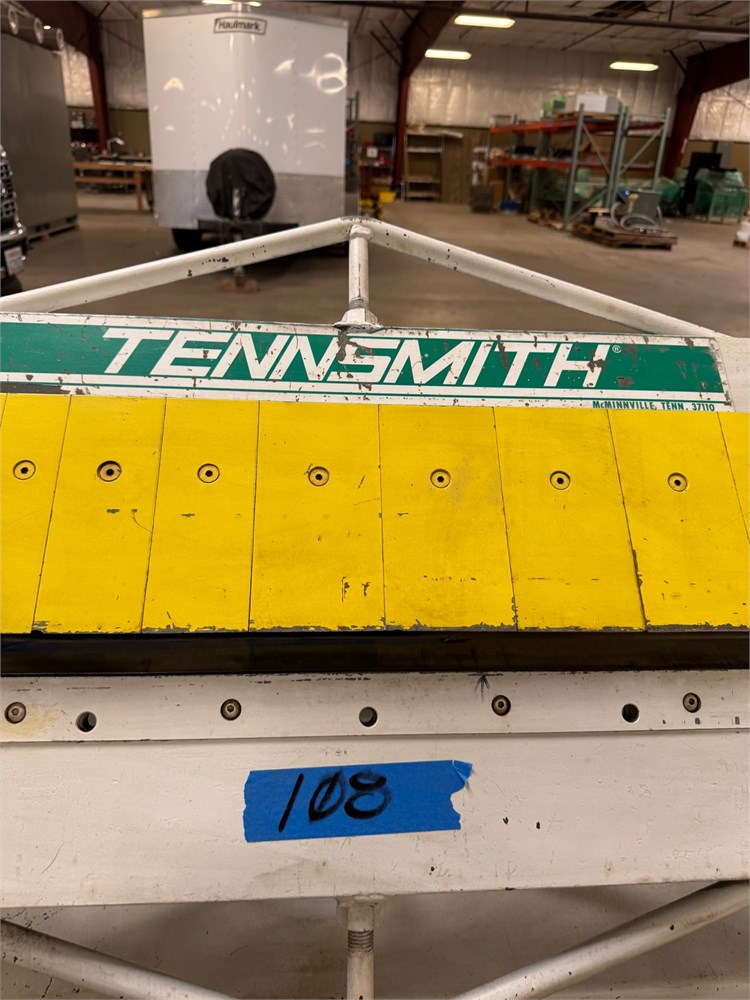 Haulmark
TENNSMITH®
McMINNVILLE, TENN. 37110
108